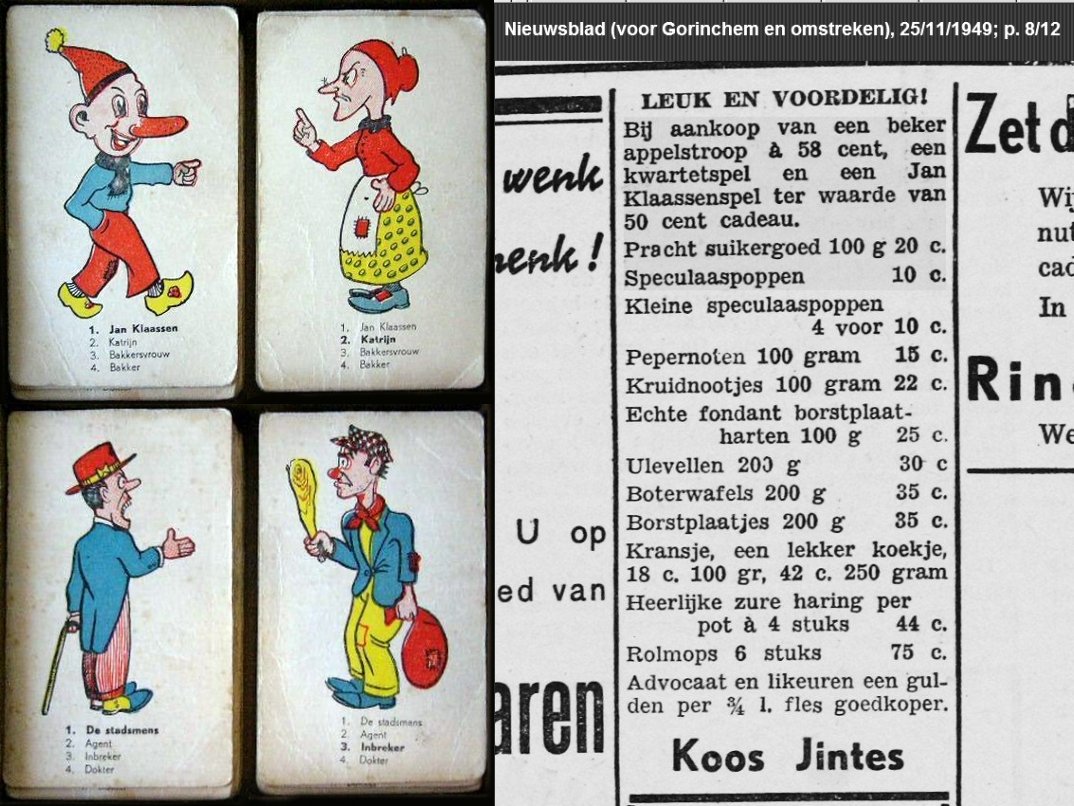 1. Jan Klaassen
2. Katrijn
3. Bakkersvrouw
4. Bakker
1. Jan Klaassen
2. Katrijn
3. Bakkersvrouw
4. Bakker
1. De stadsmens
2. Agent
3. Inbreker
4. Dokter
1. De stadsmens
2. Agent
3. Inbreker
4. Dokter
Nieuwsblad (voor Gorinchem en omstreken), 25/11/1949; p. 8/12
wenk
!
U op
ed van
aren
LEUK EN VOORDELIG!
Bij aankoop van een beker
appelstroop à 58 cent, een
kwartetspel en een Jan
Klaassenspel ter waarde van
50 cent cadeau.
Pracht suikergoed 100 g 20 c.
Speculaaspoppen 10 c.
Kleine speculaaspoppen
4 voor 10 c.
Pepernoten 100 gram 15 c.
Kruidnootjes 100 gram 22 c.
Echte fondant borstplaat-
harten 100 g 25 c.
Ulevellen 200 g 30 c
Boterwafels 200 g 35 c.
Borstplaatjes 200 g 35 c.
Kransje, een lekker koekje,
18 c. 100 gr, 42 c. 250 gram
Heerlijke zure haring per
pot à 4 stuks 44 c.
Rolmops 6 stuks 75 c.
Advocaat en likeuren een gul-
den per ¾ l. fles goedkoper.
Koos Jintes
Zet d
Wij
nut
cad
In
Rin
We